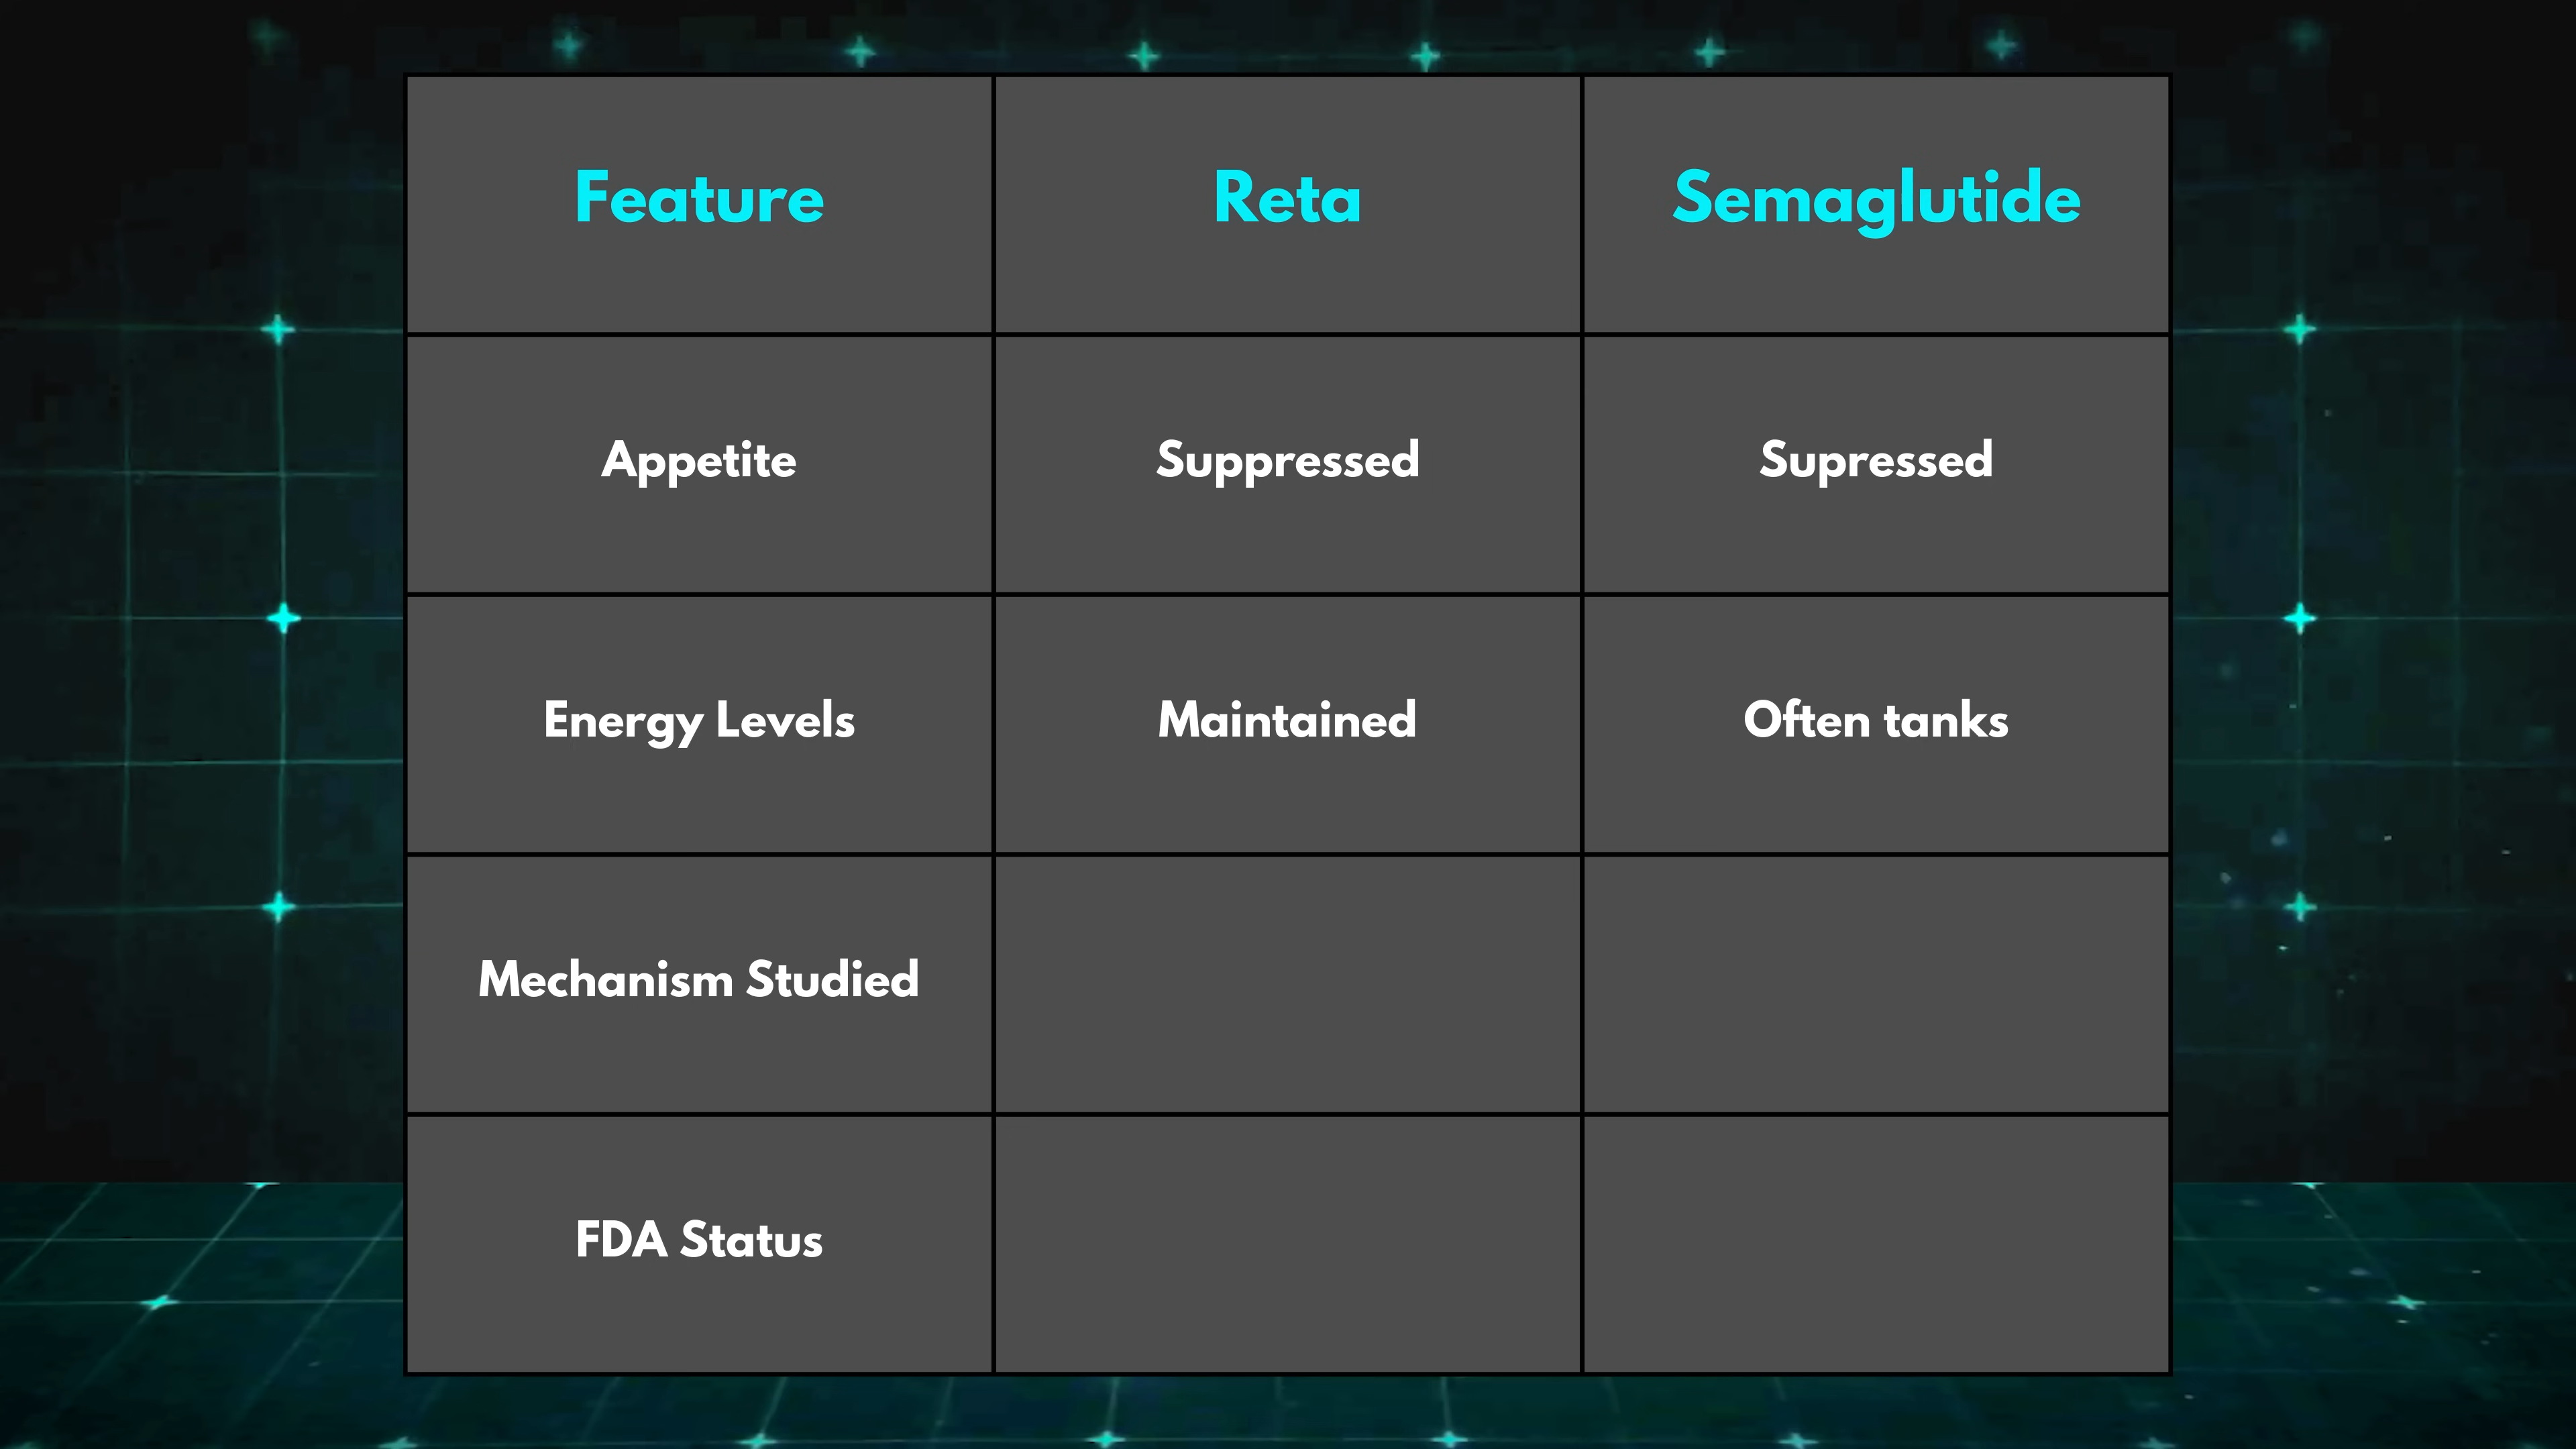 Feature Reta Semaglutide
Appetite Suppressed Supressed
Energy Levels Maintained Often tanks
Mechanism Studied
FDA Status